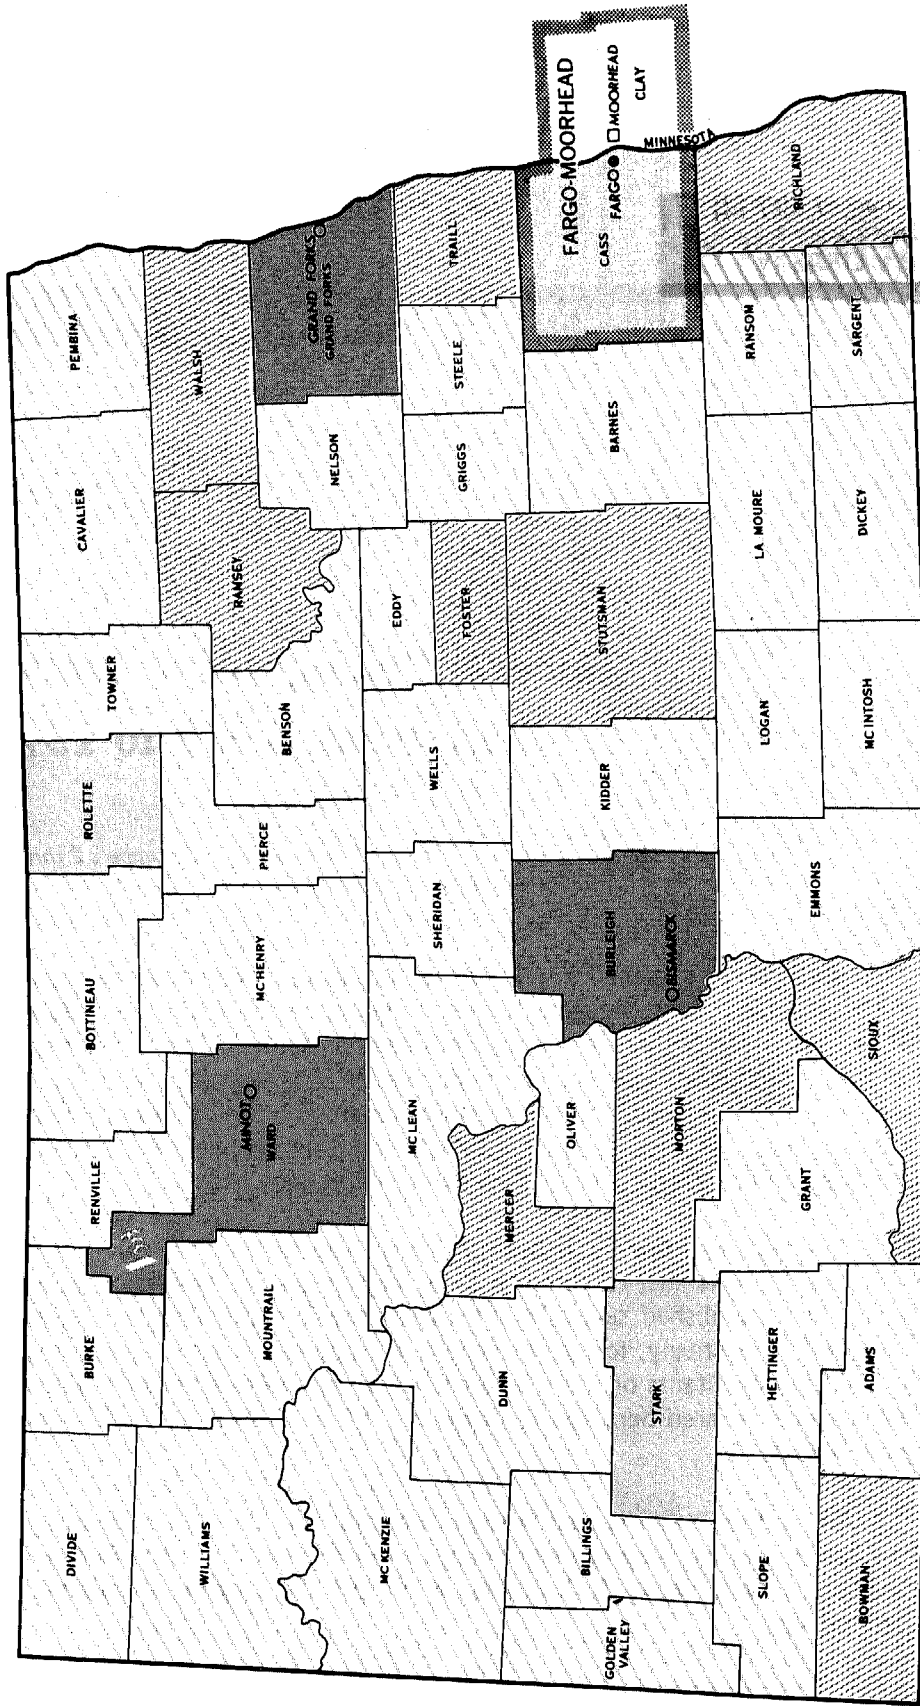 DIVIDE
BURKE
RENVILLE
BOTTINEAU
ROLETTE
TOWNER
CAVALIER
PEMBINA
WILLIAMS
MOUNTRAIL
MINOT
WARD
MCHENRY
PIERCE
BENSON
RAMSEY
WALSH
NELSON
GRAND FORKS
GRAND FORKS
MC KENZIE
DUNN
MERCER
MC LEAN
SHERIDAN
WELLS
EDDY
FOSTER
GRIGGS
STEELE
TRAILL
GOLDEN
VALLEY
BILLINGS
STARK
OLIVER
MORTON
BURLEIGH
BISMARCK
KIDDER
STUTSMAN
BARNES
FARGO-MOORHEAD
CASS
FARGO
MOORHEAD
CLAY
MINNESOTA
SLOPE
HETTINGER
GRANT
SIOUX
EMMONS
LOGAN
LA MOURE
RANSOM
RICHLAND
BOWMAN
ADAMS
MC INTOSH
DICKEY
SARGENT